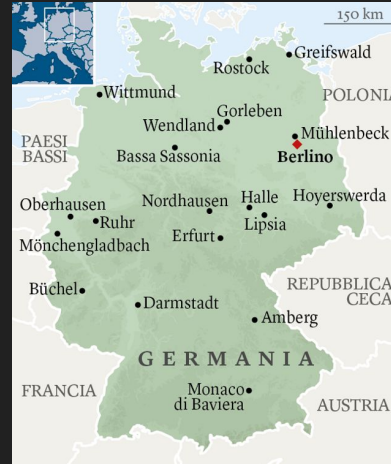 150 km
Greifswald
Rostock
Wittmund
POLONIA
Gorleben
Wendland
Mühlenbeck
PAESI
BASSI
Bassa Sassonia
Berlino
Oberhausen
Nordhausen
Halle
Hoyerswerda
Ruhr
Lipsia
Mönchengladbach
Erfurt
Büchel
REPUBBLICA
CECA
Darmstadt
Amberg
GERMANIA
FRANCIA
Monaco
di Baviera
AUSTRIA